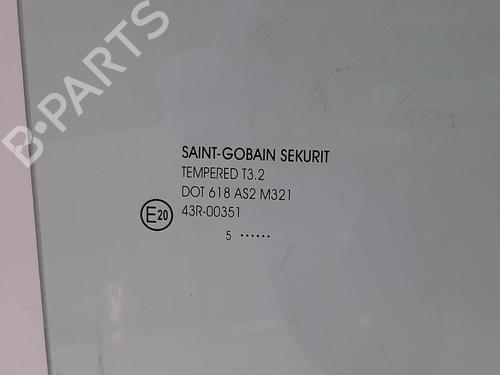 B-PARTS
SAINT-GOBAIN SEKURIT
TEMPERED T3.2
DOT 618 AS2 M321
E20 43R-00351
5 ......